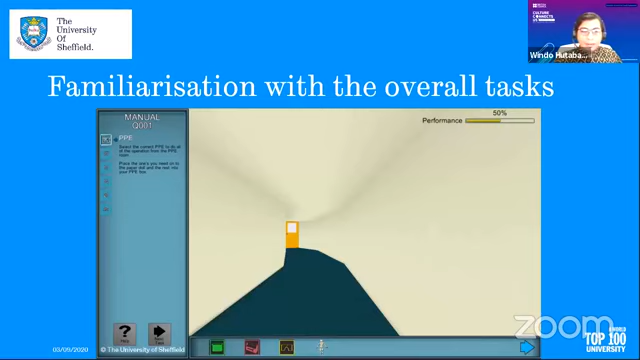 The
University
Of
Sheffield.
CULTURE
CONNECTS
US
Windo Hutaba...
Familiarisation with the overall tasks
MANUAL
Q001
PPE
Select the correct PPE to do all
of the operation from the PPE
room.
50%
Performance
?
03/09/2020
© The University of Sheffield
zoom
A WORLD
TOP 100
UNIVERSITY